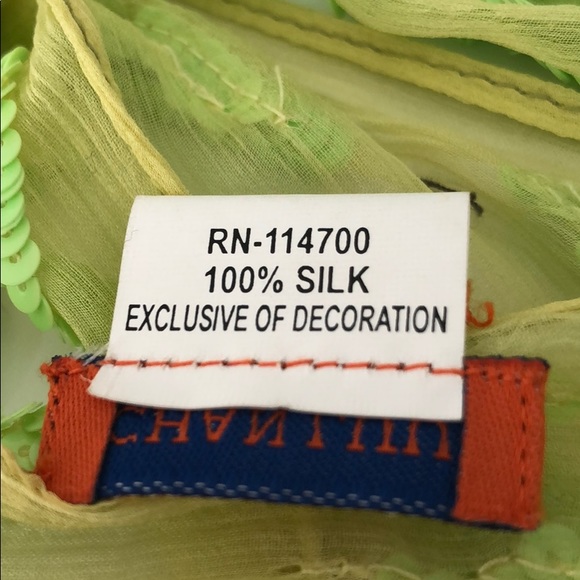 RN-114700
100% SILK
EXCLUSIVE OF DECORATION